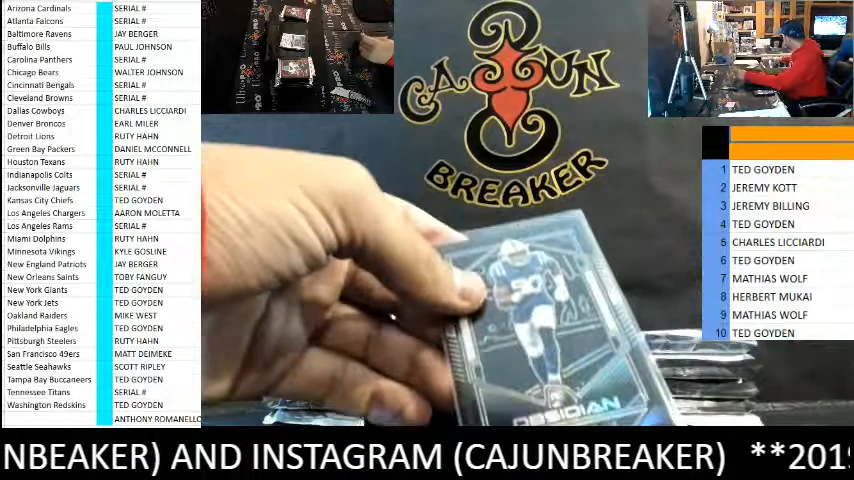 Arizona Cardinals SERIAL #
Atlanta Falcons SERIAL #
Baltimore Ravens JAY BERGER
Buffalo Bills PAUL JOHNSON
Carolina Panthers SERIAL #
Chicago Bears WALTER JOHNSON
Cincinnati Bengals SERIAL #
Cleveland Browns SERIAL #
Dallas Cowboys CHARLES LICCIARDI
Denver Broncos EARL MILER
Detroit Lions RUTY HAHN
Green Bay Packers DANIEL MCCONNELL
Houston Texans RUTY HAHN
Indianapolis Colts SERIAL #
Jacksonville Jaguars SERIAL #
Kansas City Chiefs TED GOYDEN
Los Angeles Chargers AARON MOLETTA
Los Angeles Rams SERIAL #
Miami Dolphins RUTY HAHN
Minnesota Vikings KYLE GOSLINE
New England Patriots JAY BERGER
New Orleans Saints TOBY FANGUY
New York Giants TED GOYDEN
New York Jets TED GOYDEN
Oakland Raiders MIKE WEST
Philadelphia Eagles TED GOYDEN
Pittsburgh Steelers RUTY HAHN
San Francisco 49ers MATT DEIMEKE
Seattle Seahawks SCOTT RIPLEY
Tampa Bay Buccaneers TED GOYDEN
Tennessee Titans SERIAL #
Washington Redskins TED GOYDEN
ANTHONY ROMANELLO
CAJUN
BREAKER
OBSIDIAN
1 TED GOYDEN
2 JEREMY KOTT
3 JEREMY BILLING
4 TED GOYDEN
5 CHARLES LICCIARDI
6 TED GOYDEN
7 MATHIAS WOLF
8 HERBERT MUKAI
9 MATHIAS WOLF
10 TED GOYDEN
NBEAKER) AND INSTAGRAM (CAJUNBREAKER) **2019